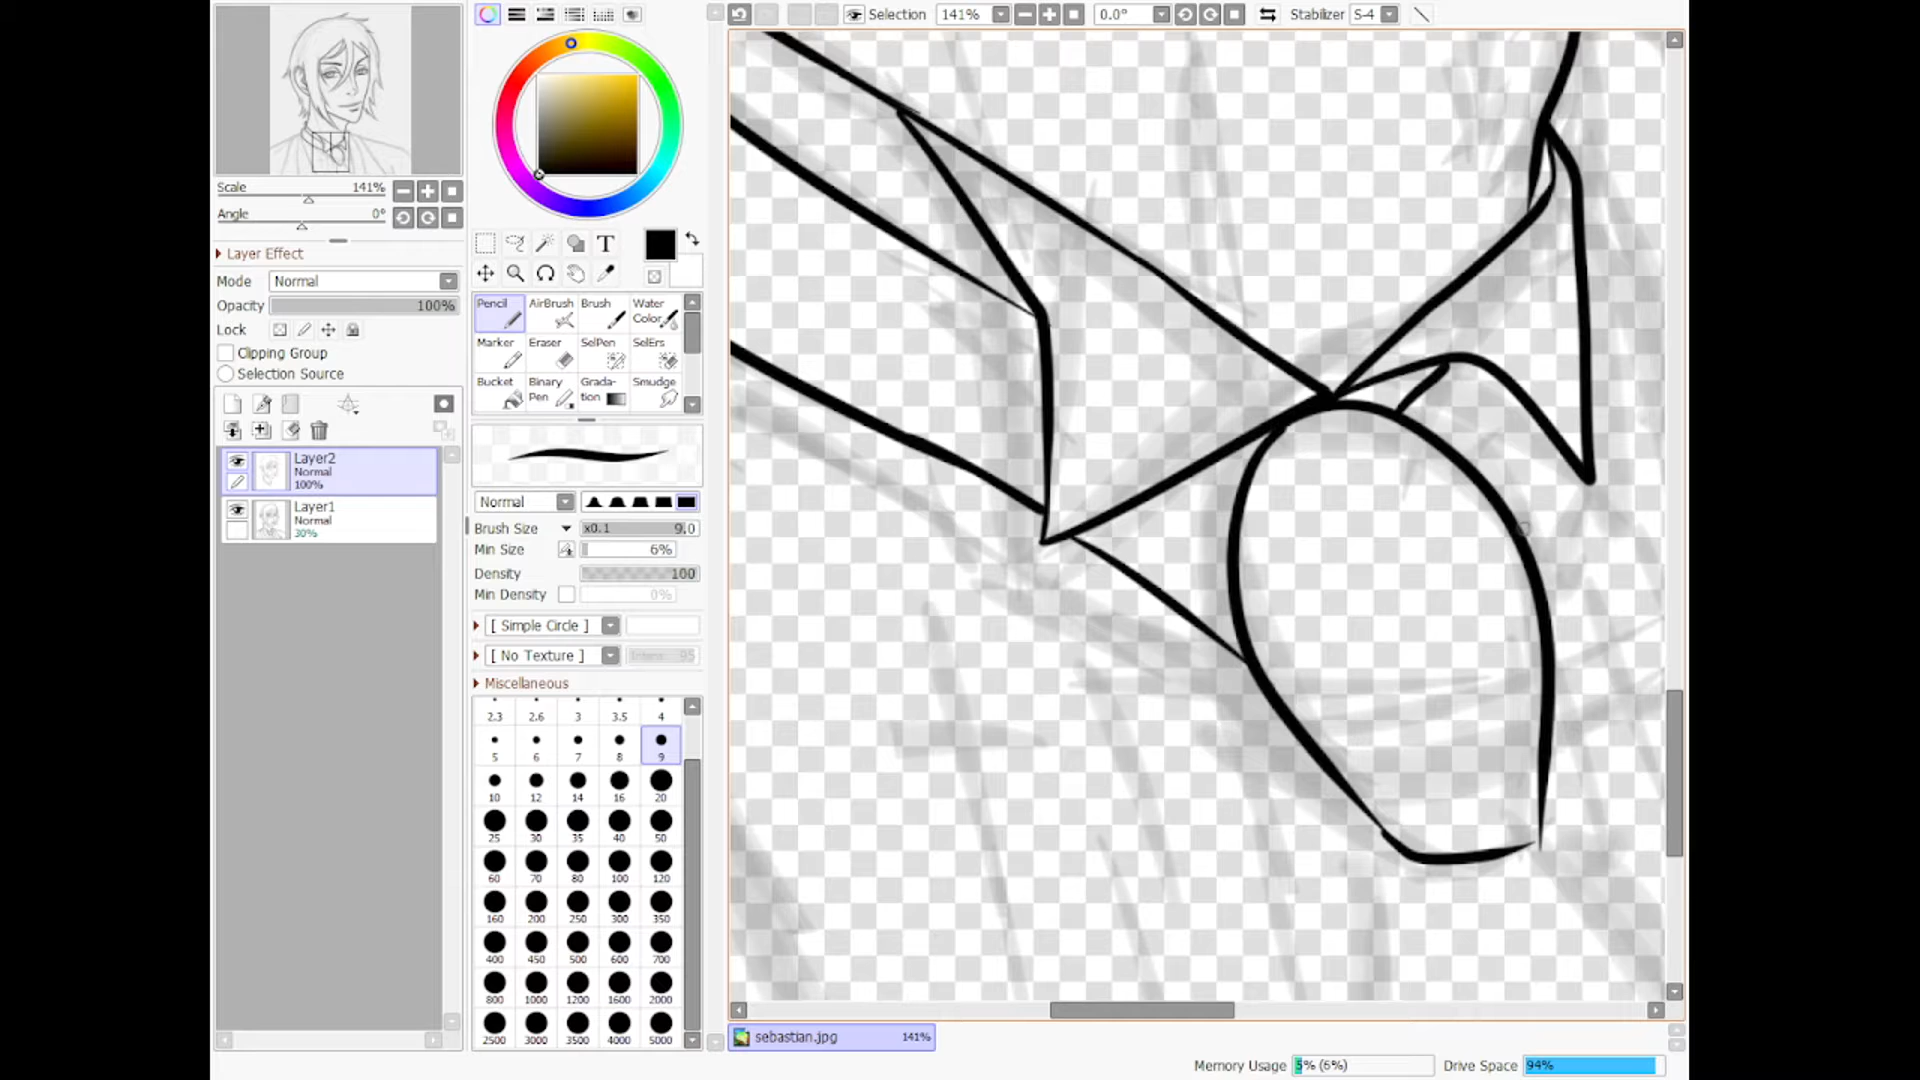 Selection 141% 0.0° Stabilizer S-4
Scale 141%
Angle 0°
Layer Effect
Mode Normal
Opacity 100%
Lock
Clipping Group
Selection Source
Layer2
Normal
100%
Layer1
Normal
30%
T
Pencil AirBrush Brush Water Color
Marker Eraser SelPen SelErs
Bucket Binary Pen Grada-tion Smudge
Normal
Brush Size x0.1 9.0
Min Size 6%
Density 100
Min Density 0%
[ Simple Circle ]
[ No Texture ] Intens 95
Miscellaneous
2.3 2.6 3 3.5 4
5 6 7 8 9
10 12 14 16 20
25 30 35 40 50
60 70 80 100 120
160 200 250 300 350
400 450 500 600 700
800 1000 1200 1600 2000
2500 3000 3500 4000 5000
sebastian.jpg 141%
Memory Usage 5% (6%) Drive Space 94%